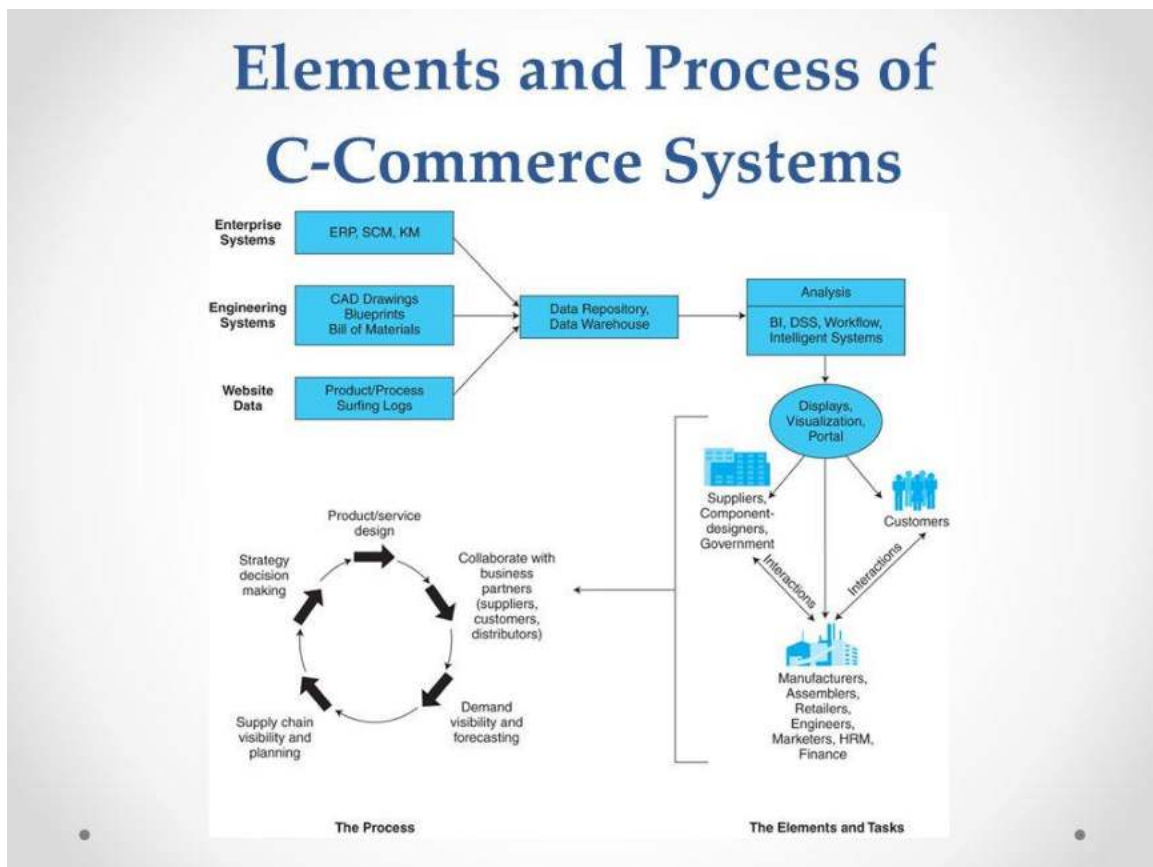 Elements and Process of
C-Commerce Systems
Enterprise
Systems
ERP, SCM, KM
Engineering
Systems
CAD Drawings
Blueprints
Bill of Materials
Website
Data
Product/Process
Surfing Logs
Data Repository,
Data Warehouse
Analysis
BI, DSS, Workflow,
Intelligent Systems
Displays,
Visualization,
Portal
Suppliers,
Component-
designers,
Government
Customers
Interactions
Interactions
Manufacturers,
Assemblers,
Retailers,
Engineers,
Marketers, HRM,
Finance
Product/service
design
Collaborate with
business
partners
(suppliers,
customers,
distributors)
Demand
visibility and
forecasting
Supply chain
visibility and
planning
Strategy
decision
making
The Process
The Elements and Tasks